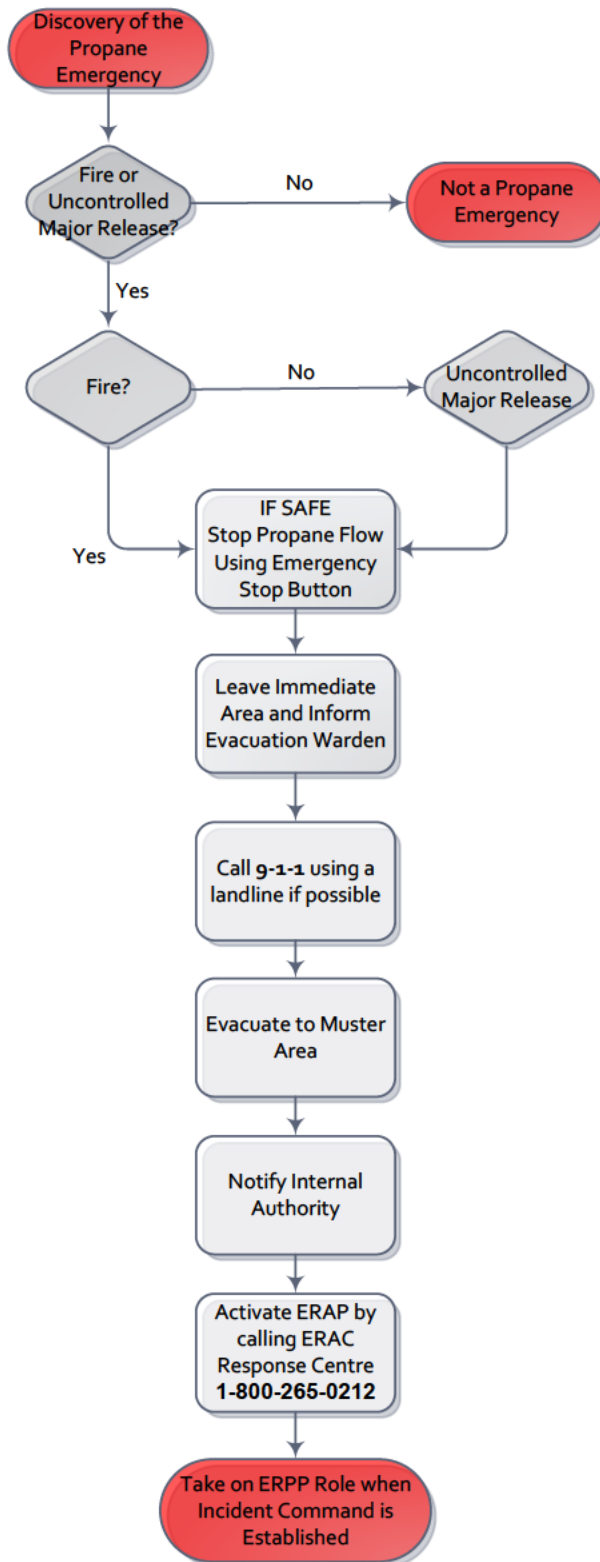 Discovery of the
Propane
Emergency
Fire or
Uncontrolled
Major Release?
No
Not a Propane
Emergency
Yes
Fire?
No
Uncontrolled
Major Release
Yes
IF SAFE
Stop Propane Flow
Using Emergency
Stop Button
Leave Immediate
Area and Inform
Evacuation Warden
Call 9-1-1 using a
landline if possible
Evacuate to Muster
Area
Notify Internal
Authority
Activate ERAP by
calling ERAC
Response Centre
1-800-265-0212
Take on ERPP Role when
Incident Command is
Established